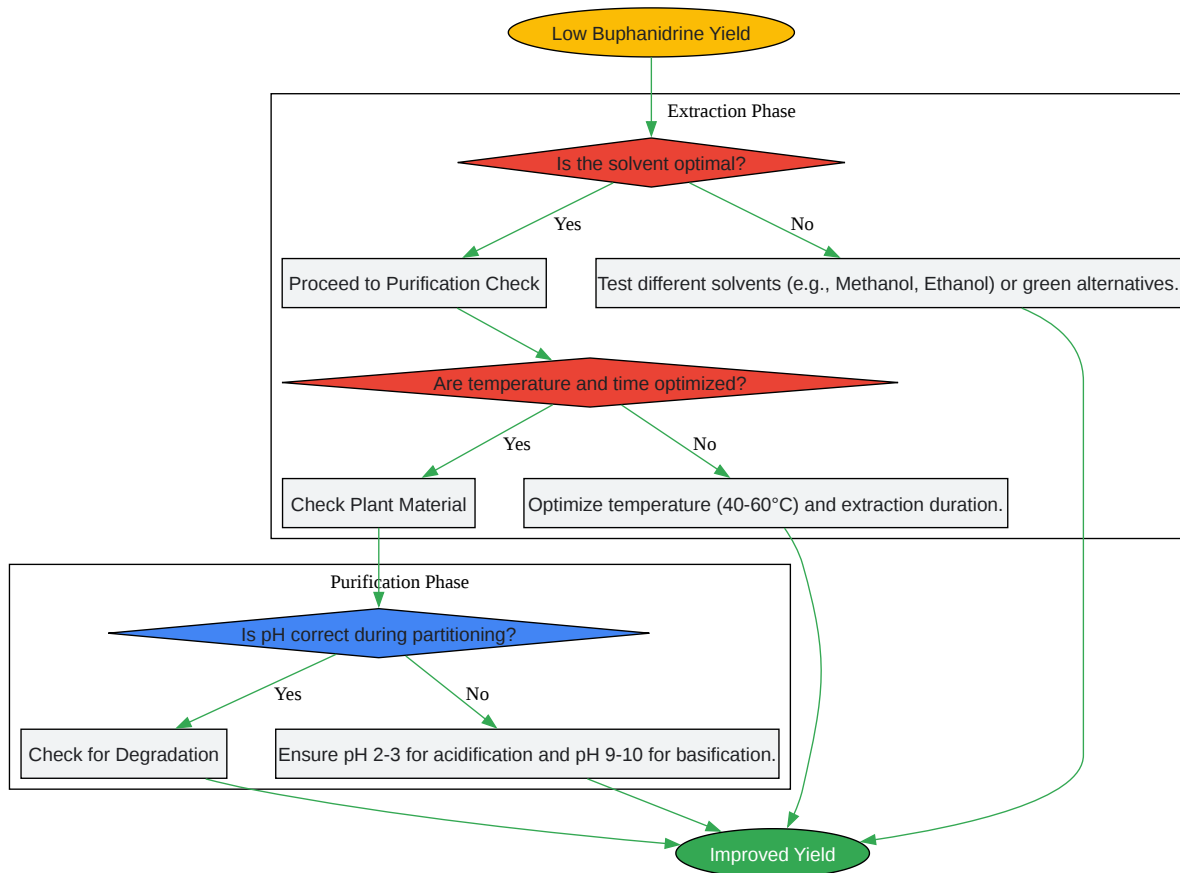 Low Buphanidrine Yield
Extraction Phase
Is the solvent optimal?
Yes
No
Proceed to Purification Check
Test different solvents (e.g., Methanol, Ethanol) or green alternatives.
Are temperature and time optimized?
Yes
No
Check Plant Material
Optimize temperature (40-60°C) and extraction duration.
Purification Phase
Is pH correct during partitioning?
Yes
No
Check for Degradation
Ensure pH 2-3 for acidification and pH 9-10 for basification.
Improved Yield